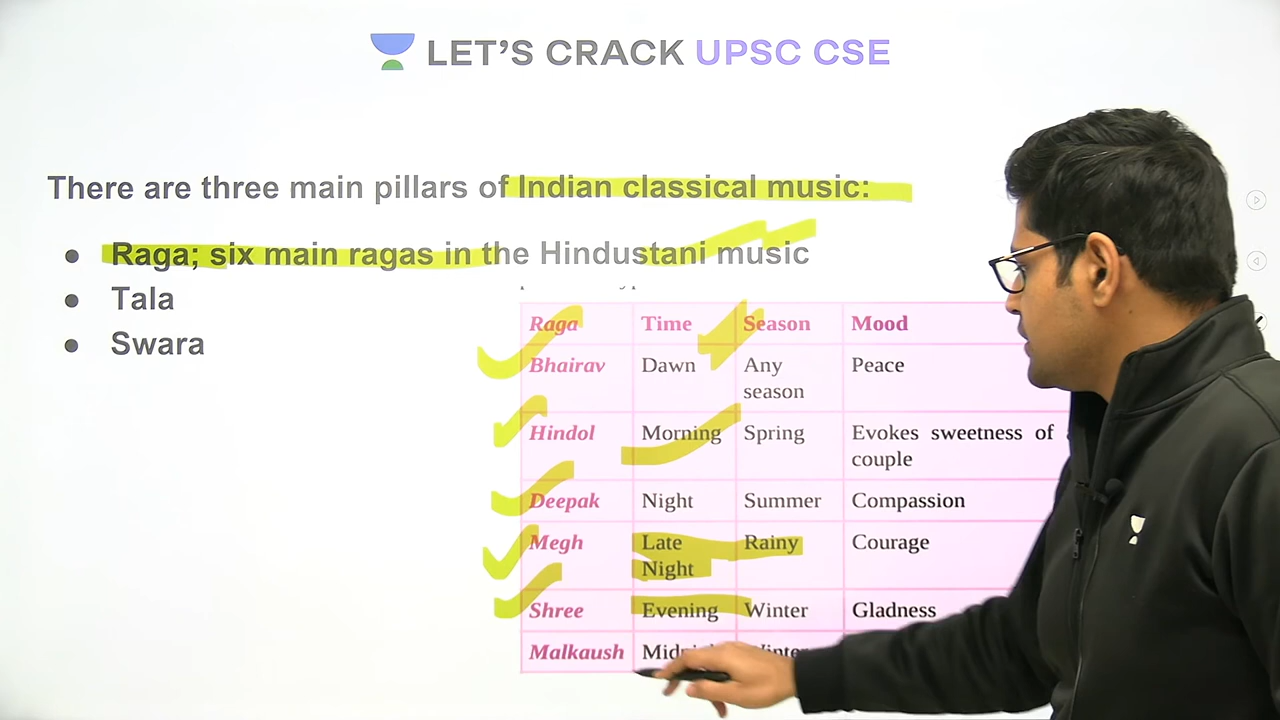 LET'S CRACK UPSC CSE
There are three main pillars of Indian classical music:
● Raga; six main ragas in the Hindustani music
● Tala
● Swara
Raga Time Season Mood
Bhairav Dawn Any season Peace
Hindol Morning Spring Evokes sweetness of couple
Deepak Night Summer Compassion
Megh Late Night Rainy Courage
Shree Evening Winter Gladness
Malkaush